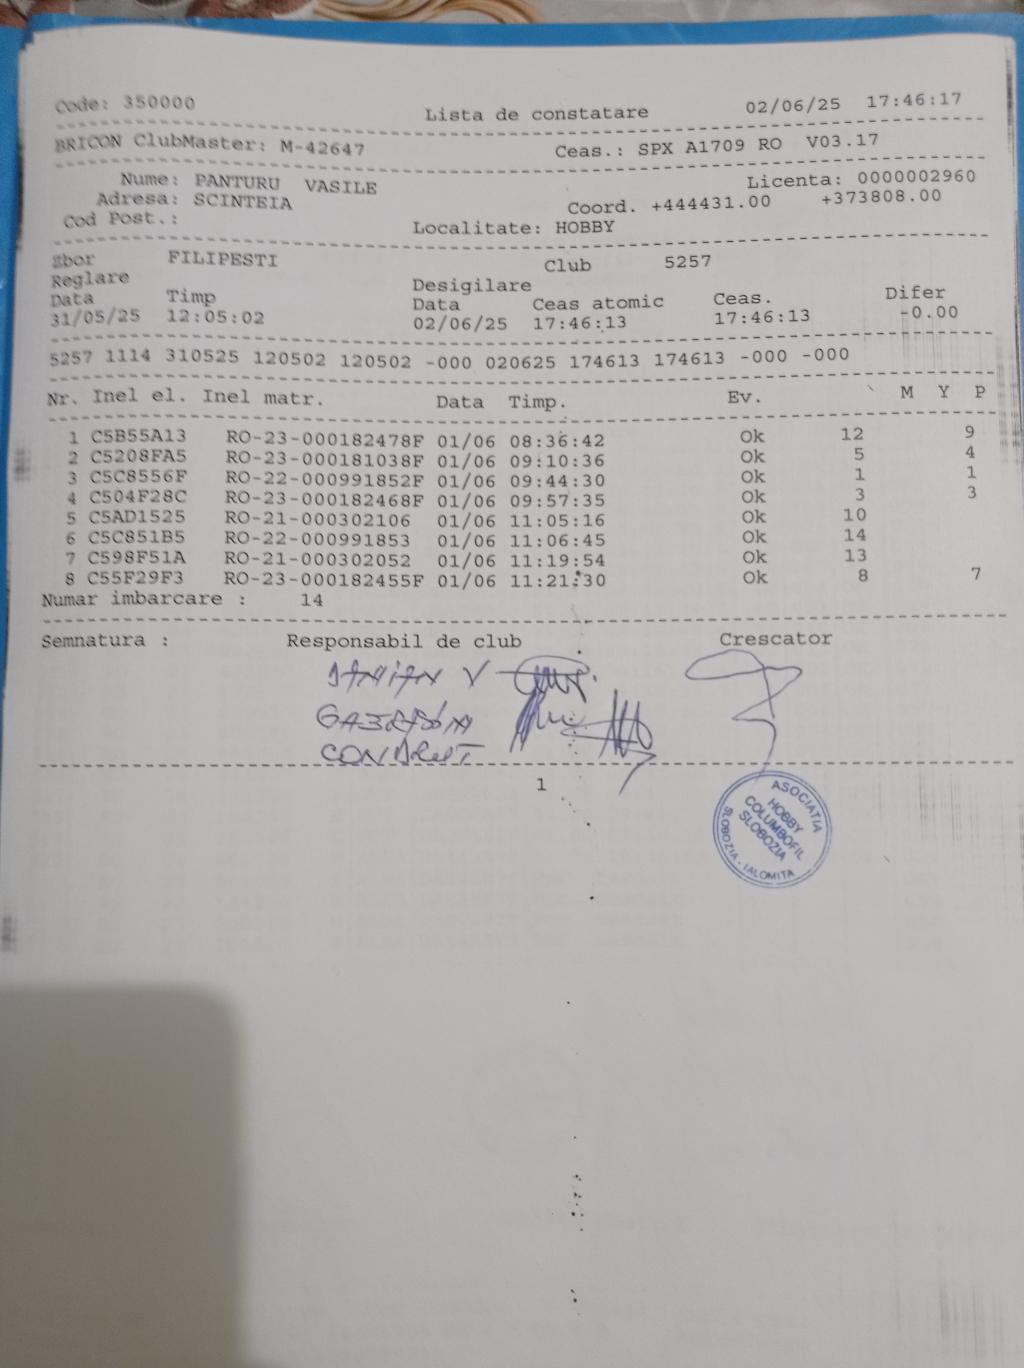 Code: 350000 Lista de constatare 02/06/25 17:46:17
BRICON ClubMaster: M-42647 Ceas.: SPX A1709 RO V03.17
Nume: PANTURU VASILE Licenta: 0000002960
Adresa: SCINTEIA Coord. +444431.00 +373808.00
Cod Post.: Localitate: HOBBY
Zbor FILIPESTI Club 5257
Reglare Desigilare
Data Timp Data Ceas atomic Ceas. Difer
31/05/25 12:05:02 02/06/25 17:46:13 17:46:13 -0.00
5257 1114 310525 120502 120502 -000 020625 174613 174613 -000 -000
Nr. Inel el. Inel matr. Data Timp. Ev. M Y P
1 C5B55A13 RO-23-000182478F 01/06 08:36:42 Ok 12 9
2 C5208FA5 RO-23-000181038F 01/06 09:10:36 Ok 5 4
3 C5C8556F RO-22-000991852F 01/06 09:44:30 Ok 1 1
4 C504F28C RO-23-000182468F 01/06 09:57:35 Ok 3 3
5 C5AD1525 RO-21-000302106 01/06 11:05:16 Ok 10
6 C5C851B5 RO-22-000991853 01/06 11:06:45 Ok 14
7 C598F51A RO-21-000302052 01/06 11:19:54 Ok 13
8 C55F29F3 RO-23-000182455F 01/06 11:21:30 Ok 8 7
Numar imbarcare : 14
Semnatura : Responsabil de club Crescator
1
ASOCIATIA
HOBBY
COLUMBOFIL
SLOBOZIA
SLOBOZIA - IALOMITA